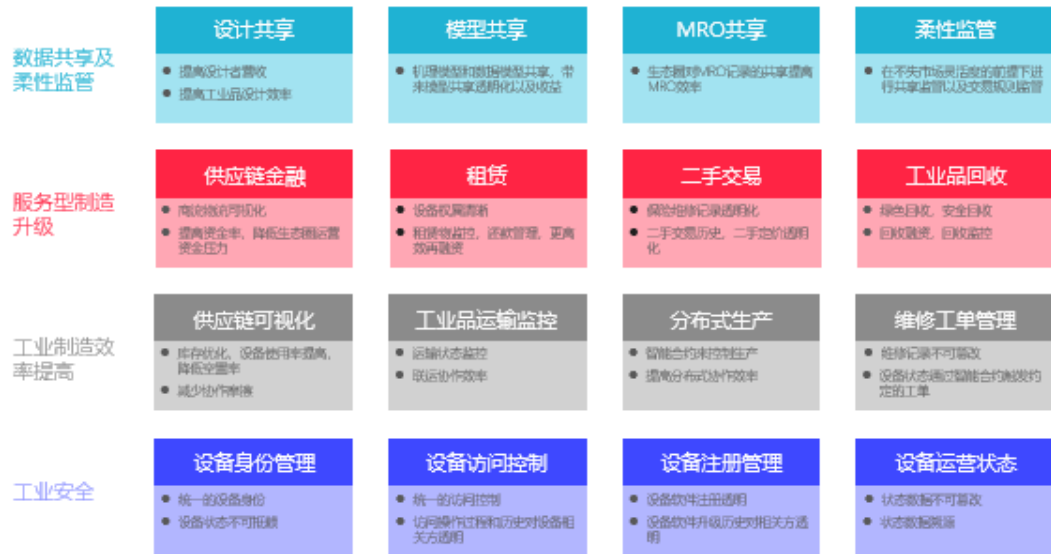 数据共享及
柔性监管
设计共享
提高设计者营收
提高工业品设计效率
模型共享
机理模型和数据模型共享，带
来模型共享透明化以及收益
MRO共享
生态圈对MRO记录的共享提高
MRO效率
柔性监管
在不失市场灵活度的前提下进
行共享监管以及交易规则监管
服务型制造
升级
供应链金融
商流物流可视化
提高资金率、降低生态圈运营
资金压力
租赁
设备权属清晰
租赁物监控，还款管理，更高
效再融资
二手交易
保险维修记录透明化
二手交易历史，二手定价透明
化
工业品回收
绿色回收，安全回收
回收融资，回收监控
工业制造效
率提高
供应链可视化
库存优化、设备使用率提高、
降低空置率
减少协作摩擦
工业品运输监控
运输状态监控
联运协作效率
分布式生产
智能合约来控制生产
提高分布式协作效率
维修工单管理
维修记录不可篡改
设备状态通过智能合约触发约
定的工单
工业安全
设备身份管理
统一的设备身份
设备状态不可抵赖
设备访问控制
统一的访问控制
访问操作过程和历史对设备相
关方透明
设备注册管理
设备软件注册透明
设备软件升级历史对相关方透
明
设备运营状态
状态数据不可篡改
状态数据溯源